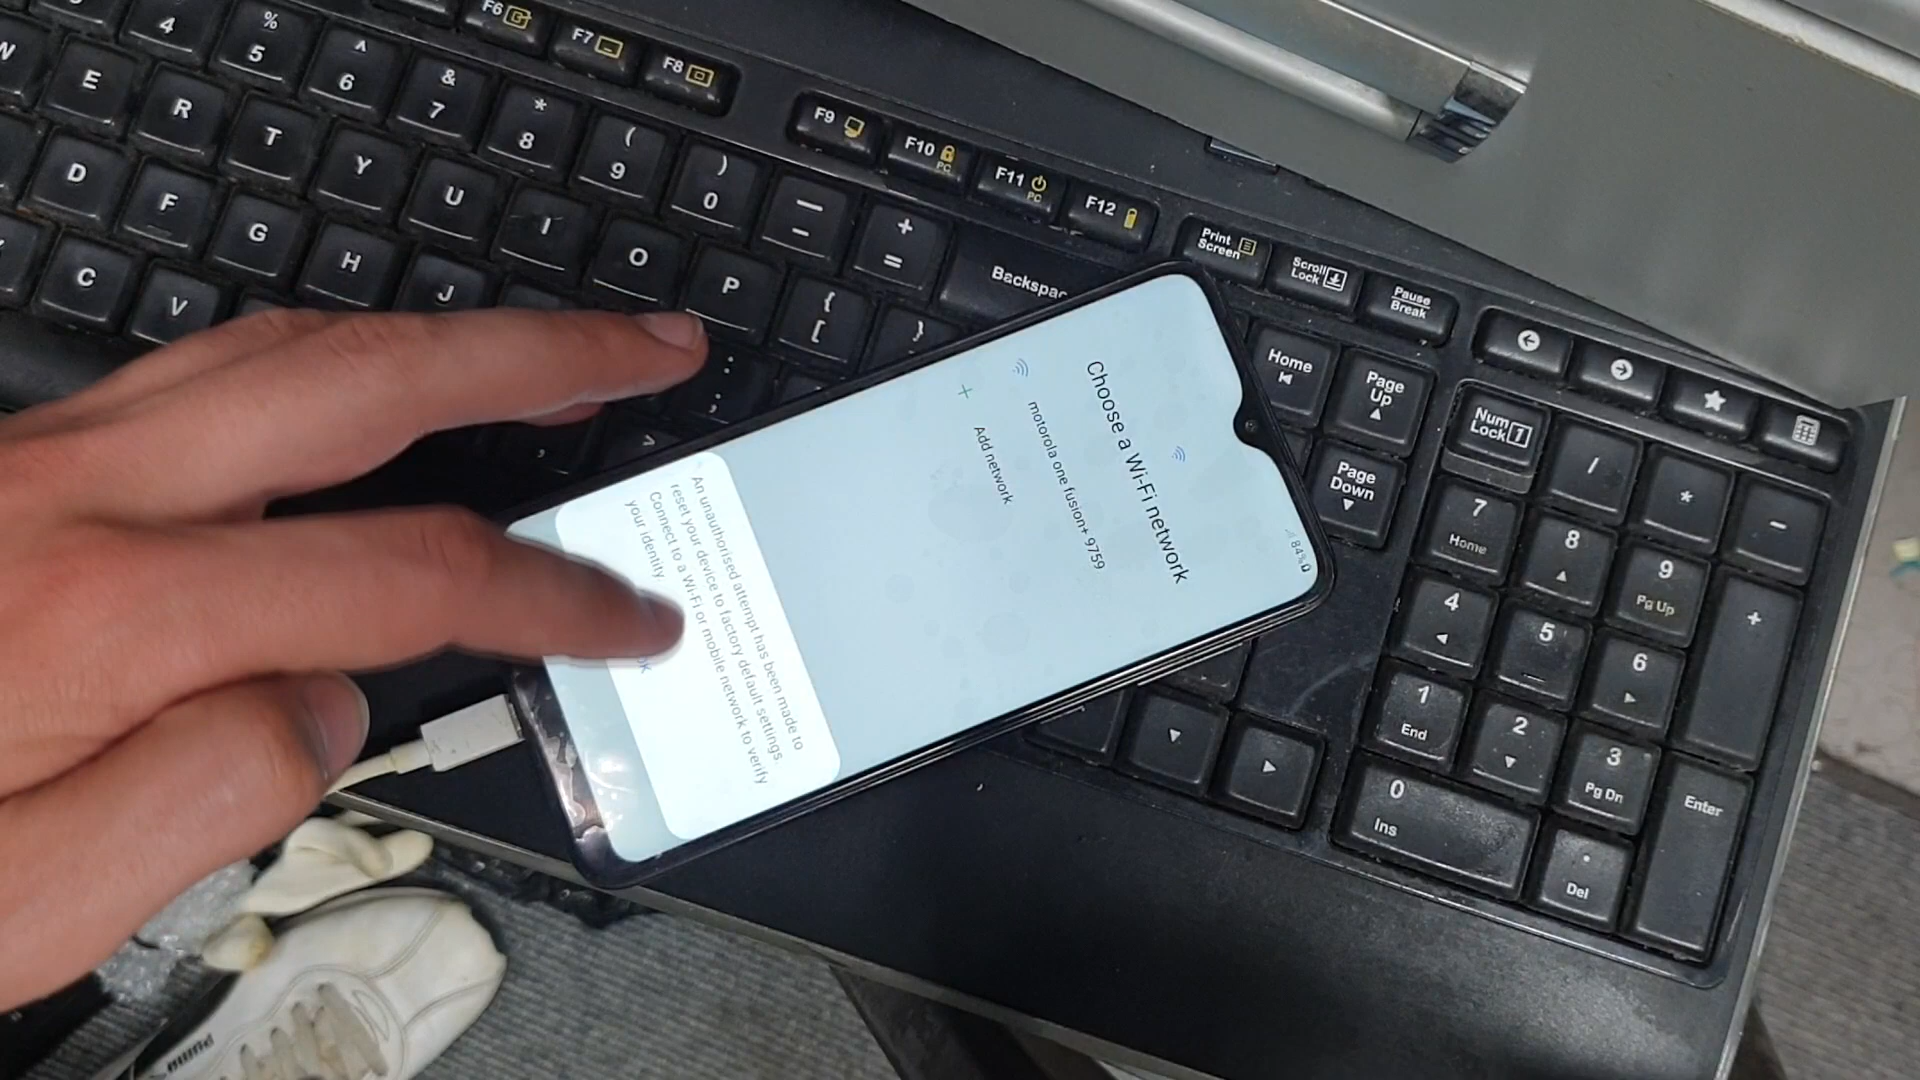 84%
Choose a Wi-Fi network
motorola one fusion+ 9759
Add network
An unauthorised attempt has been made to
reset your device to factory default settings.
Connect to a Wi-Fi or mobile network to verify
your identity.
F6
F7
F8
F9
F10 PC
F11 PC
F12
Print Screen
Scroll Lock
Pause Break
4
% 5
^ 6
& 7
* 8
( 9
) 0
— –
+ =
Backspac
W
E
R
T
Y
U
I
O
P
{ [
}
D
F
G
H
J
: ;
C
V
Home
Page Up
Page Down
Num Lock 1
/
*
-
7 Home
8
9 Pg Up
+
4
5
6
1 End
2
3 Pg Dn
Enter
0 Ins
. Del
puma